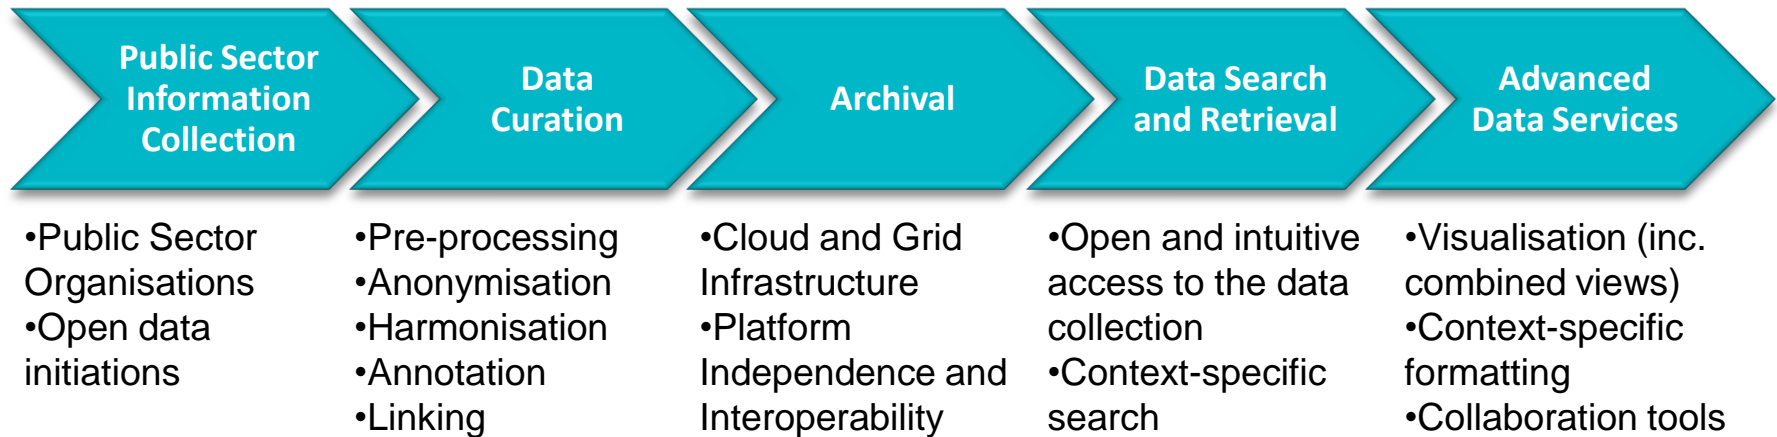 Public Sector
Information
Collection
Data
Curation
Archival
Data Search
and Retrieval
Advanced
Data Services
•Public Sector
Organisations
•Open data
initiations
•Pre-processing
•Anonymisation
•Harmonisation
•Annotation
•Linking
•Cloud and Grid
Infrastructure
•Platform
Independence and
Interoperability
•Open and intuitive
access to the data
collection
•Context-specific
search
•Visualisation (inc.
combined views)
•Context-specific
formatting
•Collaboration tools